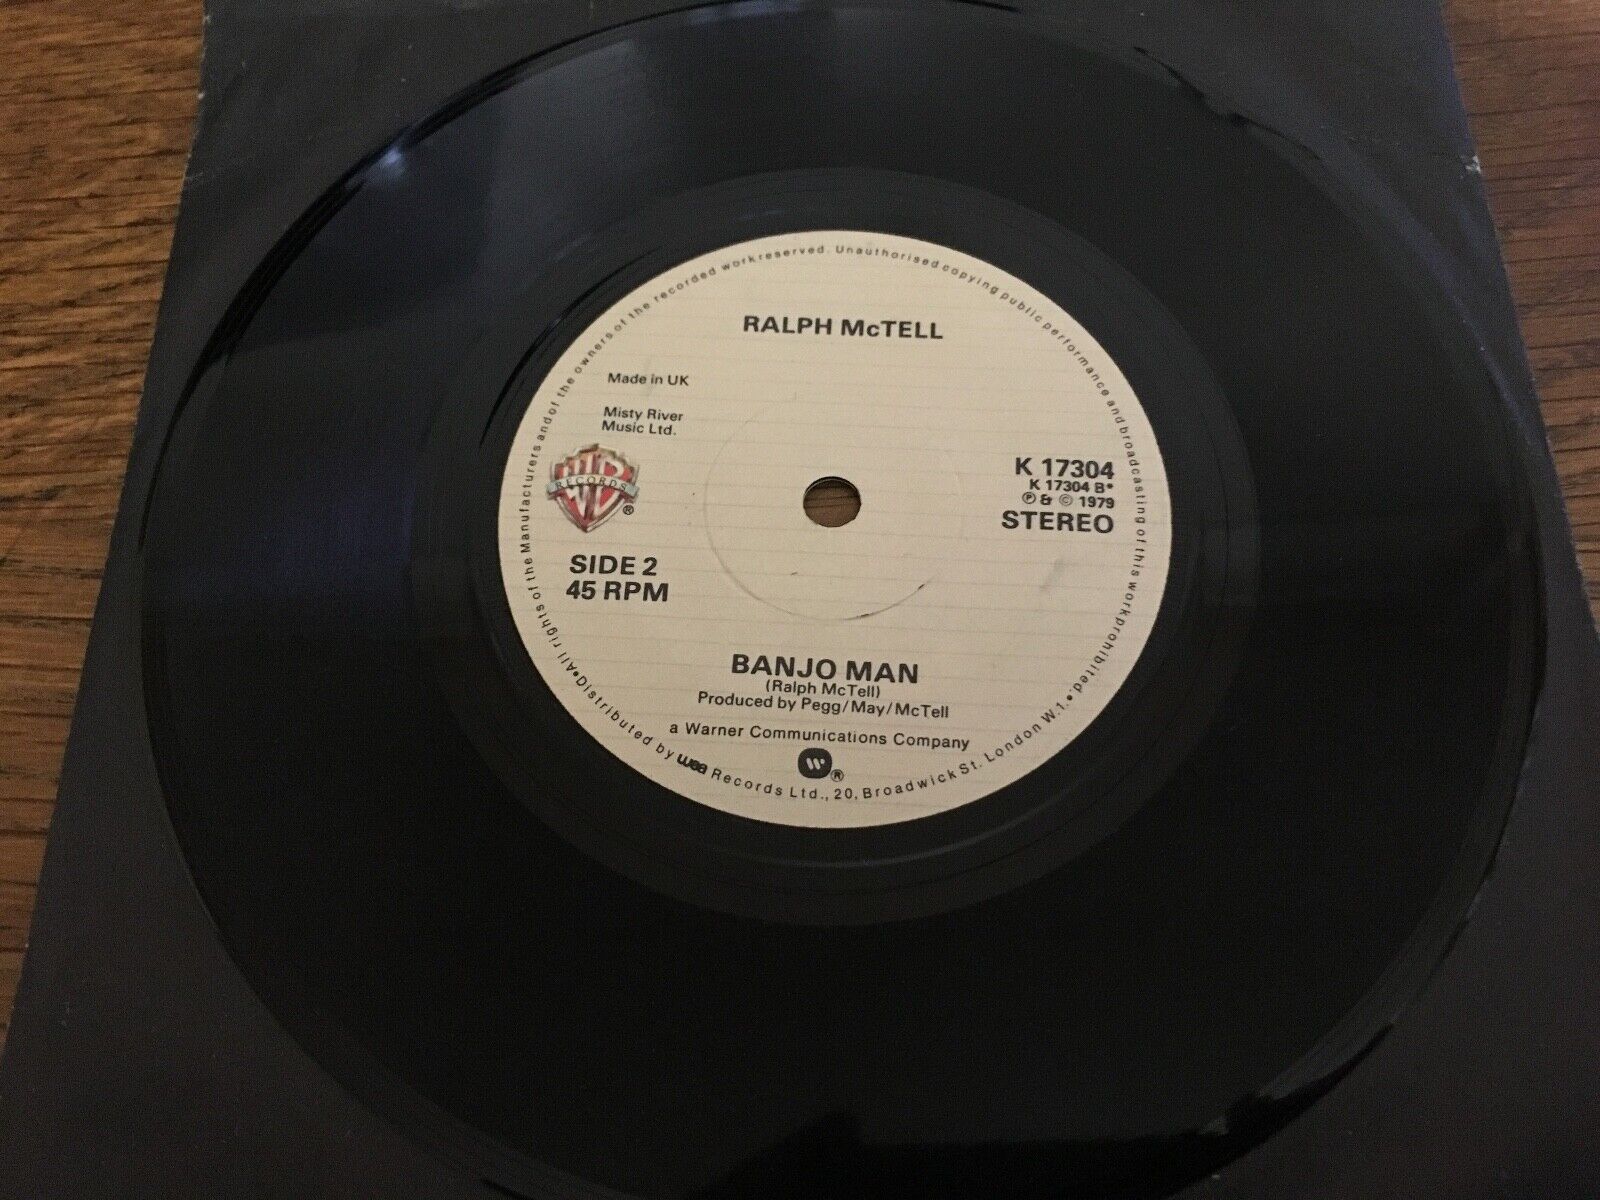 •All rights of the Manufacturers and of the owners of the recorded work reserved. Unauthorised copying public performance and broadcasting of this work prohibited.•
RALPH McTELL
Made in UK
Misty River
Music Ltd.
WB
RECORDS
®
K 17304
K 17304 B*
Ⓟ & © 1979
STEREO
SIDE 2
45 RPM
BANJO MAN
(Ralph McTell)
Produced by Pegg/May/McTell
a Warner Communications Company
®
Distributed by wea Records Ltd., 20, Broadwick St. London W.1.